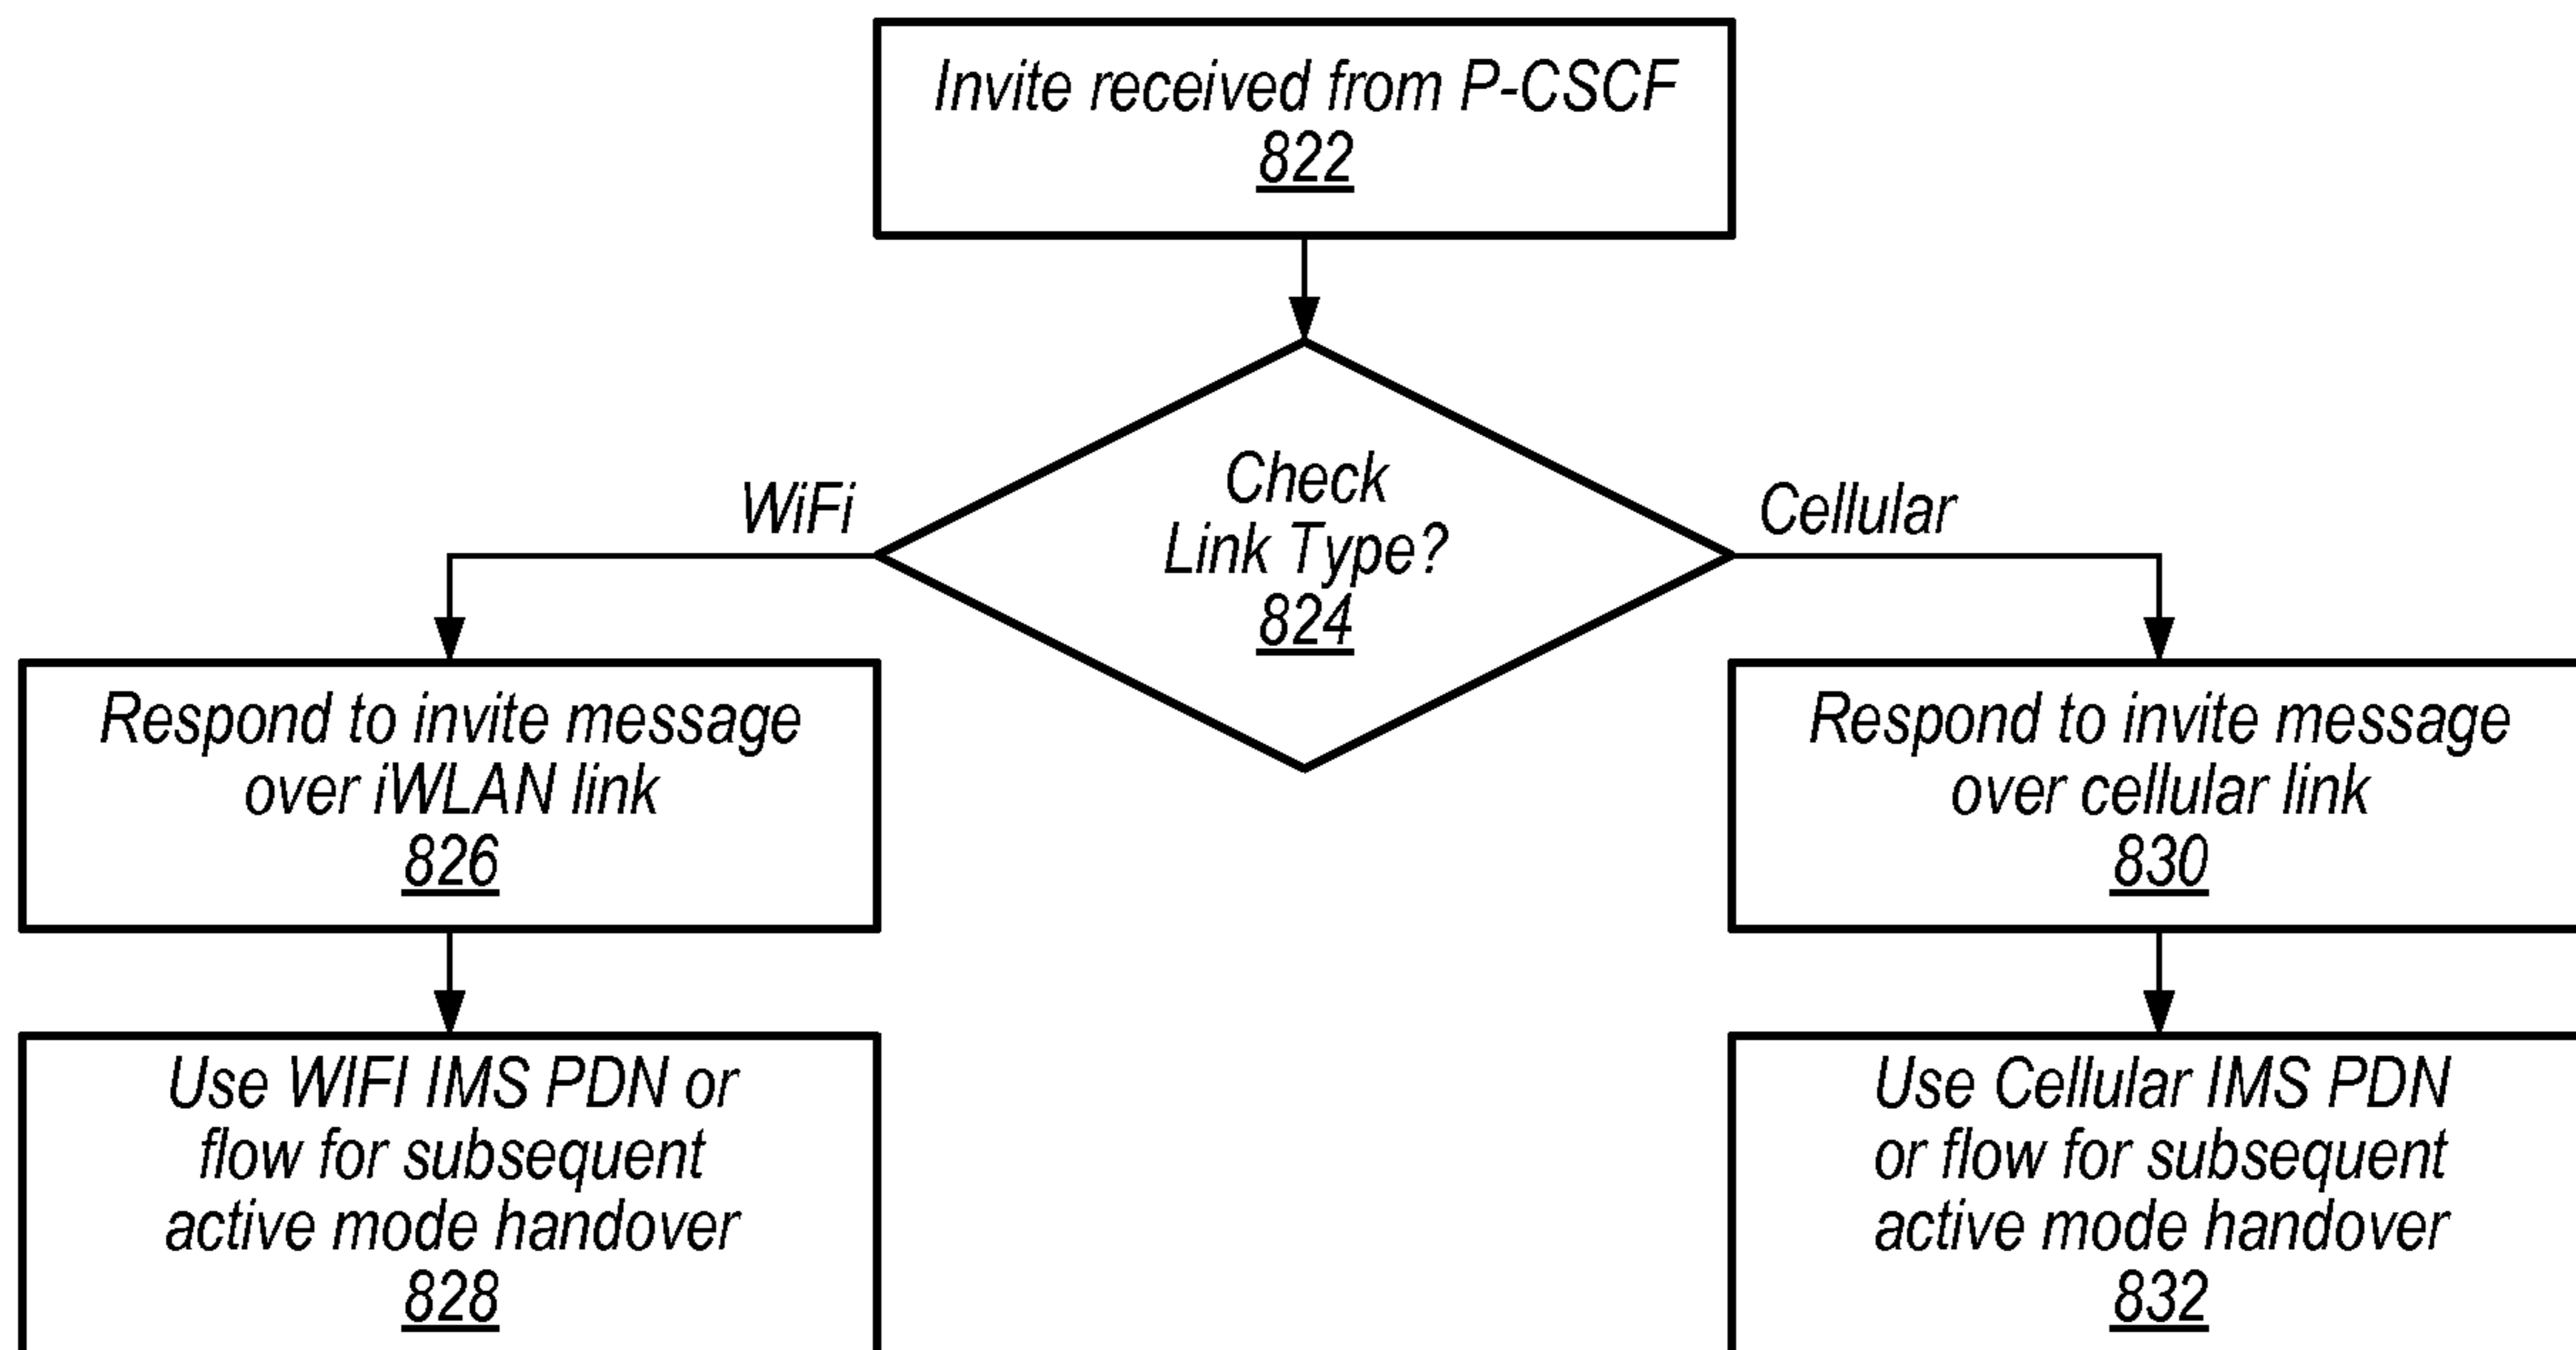 Invite received from P-CSCF
822
Check
Link Type?
824
WiFi
Cellular
Respond to invite message
over iWLAN link
826
Respond to invite message
over cellular link
830
Use WIFI IMS PDN or
flow for subsequent
active mode handover
828
Use Cellular IMS PDN
or flow for subsequent
active mode handover
832